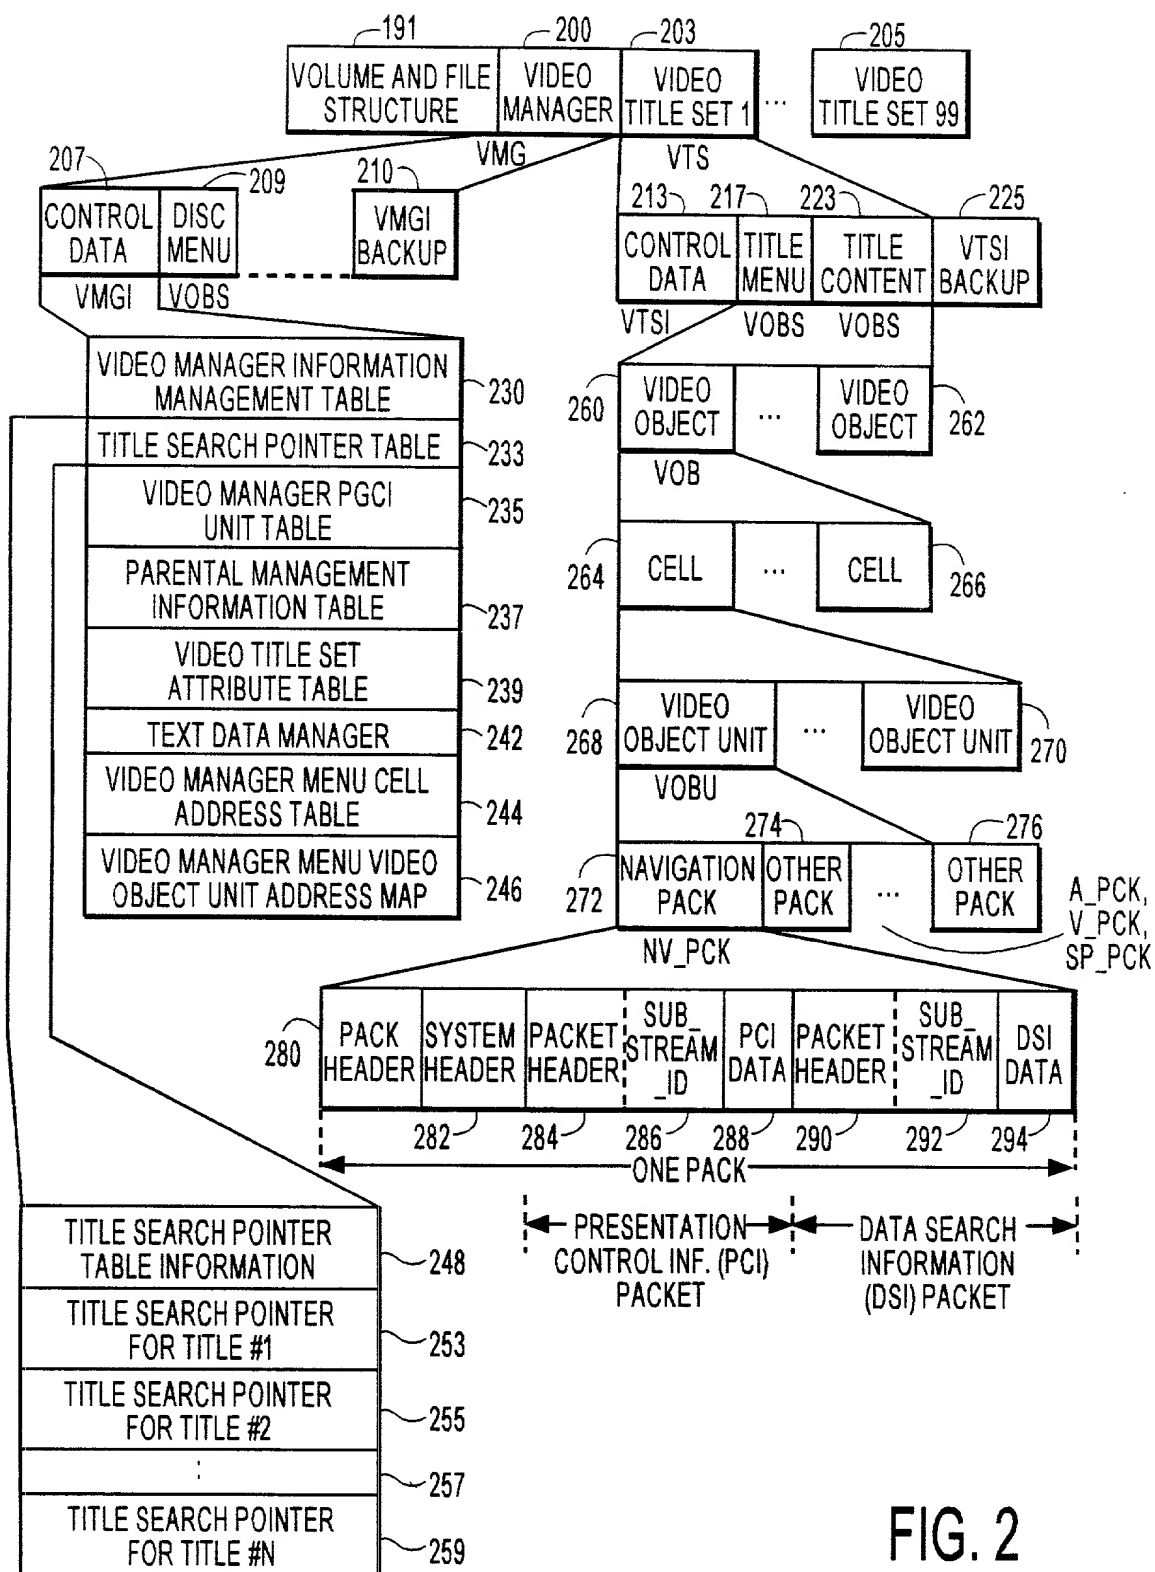 191
200
203
205
VOLUME AND FILE
STRUCTURE
VIDEO
MANAGER
VIDEO
TITLE SET 1
...
VIDEO
TITLE SET 99
VMG
VTS
207
209
210
CONTROL
DATA
DISC
MENU
VMGI
BACKUP
VMGI
VOBS
213
217
223
225
CONTROL
DATA
TITLE
MENU
TITLE
CONTENT
VTSI
BACKUP
VTSI
VOBS
VOBS
VIDEO MANAGER INFORMATION
MANAGEMENT TABLE
230
TITLE SEARCH POINTER TABLE
233
VIDEO MANAGER PGCI
UNIT TABLE
235
PARENTAL MANAGEMENT
INFORMATION TABLE
237
VIDEO TITLE SET
ATTRIBUTE TABLE
239
TEXT DATA MANAGER
242
VIDEO MANAGER MENU CELL
ADDRESS TABLE
244
VIDEO MANAGER MENU VIDEO
OBJECT UNIT ADDRESS MAP
246
260
VIDEO
OBJECT
...
VIDEO
OBJECT
262
VOB
264
CELL
...
CELL
266
268
VIDEO
OBJECT UNIT
...
VIDEO
OBJECT UNIT
270
VOBU
274
276
272
NAVIGATION
PACK
OTHER
PACK
...
OTHER
PACK
A_PCK,
V_PCK,
SP_PCK
NV_PCK
280
PACK
HEADER
SYSTEM
HEADER
PACKET
HEADER
SUB_
STREAM
_ID
PCI
DATA
PACKET
HEADER
SUB_
STREAM
_ID
DSI
DATA
282
284
286
288
290
292
294
ONE PACK
PRESENTATION
CONTROL INF. (PCI)
PACKET
DATA SEARCH
INFORMATION
(DSI) PACKET
TITLE SEARCH POINTER
TABLE INFORMATION
248
TITLE SEARCH POINTER
FOR TITLE #1
253
TITLE SEARCH POINTER
FOR TITLE #2
255
⋮
257
TITLE SEARCH POINTER
FOR TITLE #N
259
FIG. 2